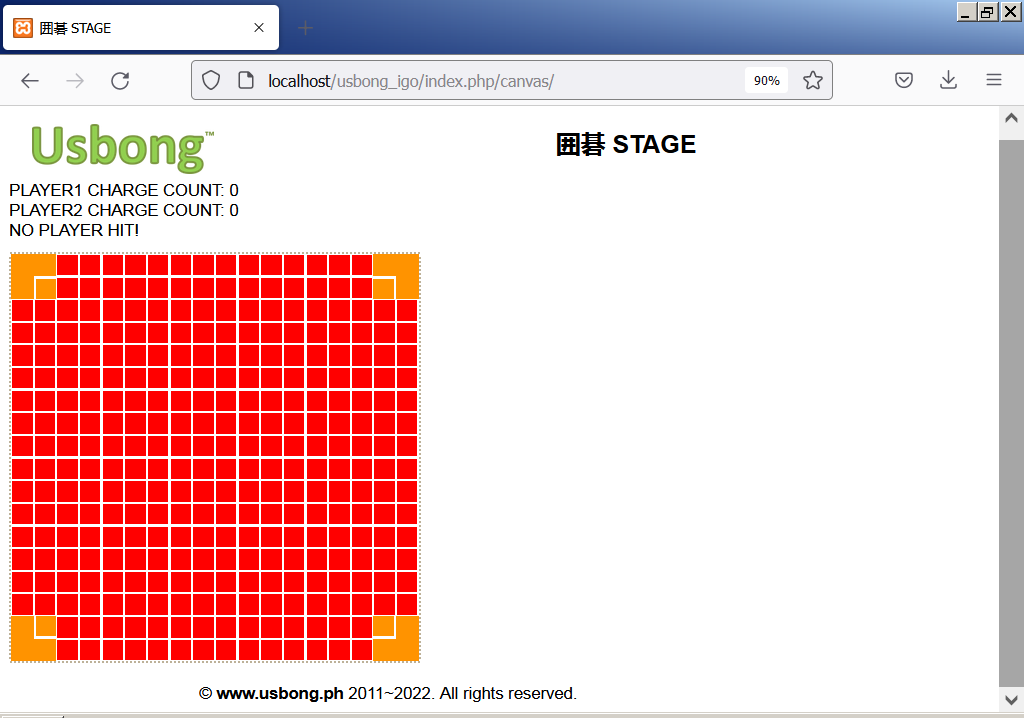 囲碁 STAGE
localhost/usbong_igo/index.php/canvas/
90%
Usbong™
囲碁 STAGE
PLAYER1 CHARGE COUNT: 0
PLAYER2 CHARGE COUNT: 0
NO PLAYER HIT!
© www.usbong.ph 2011~2022. All rights reserved.